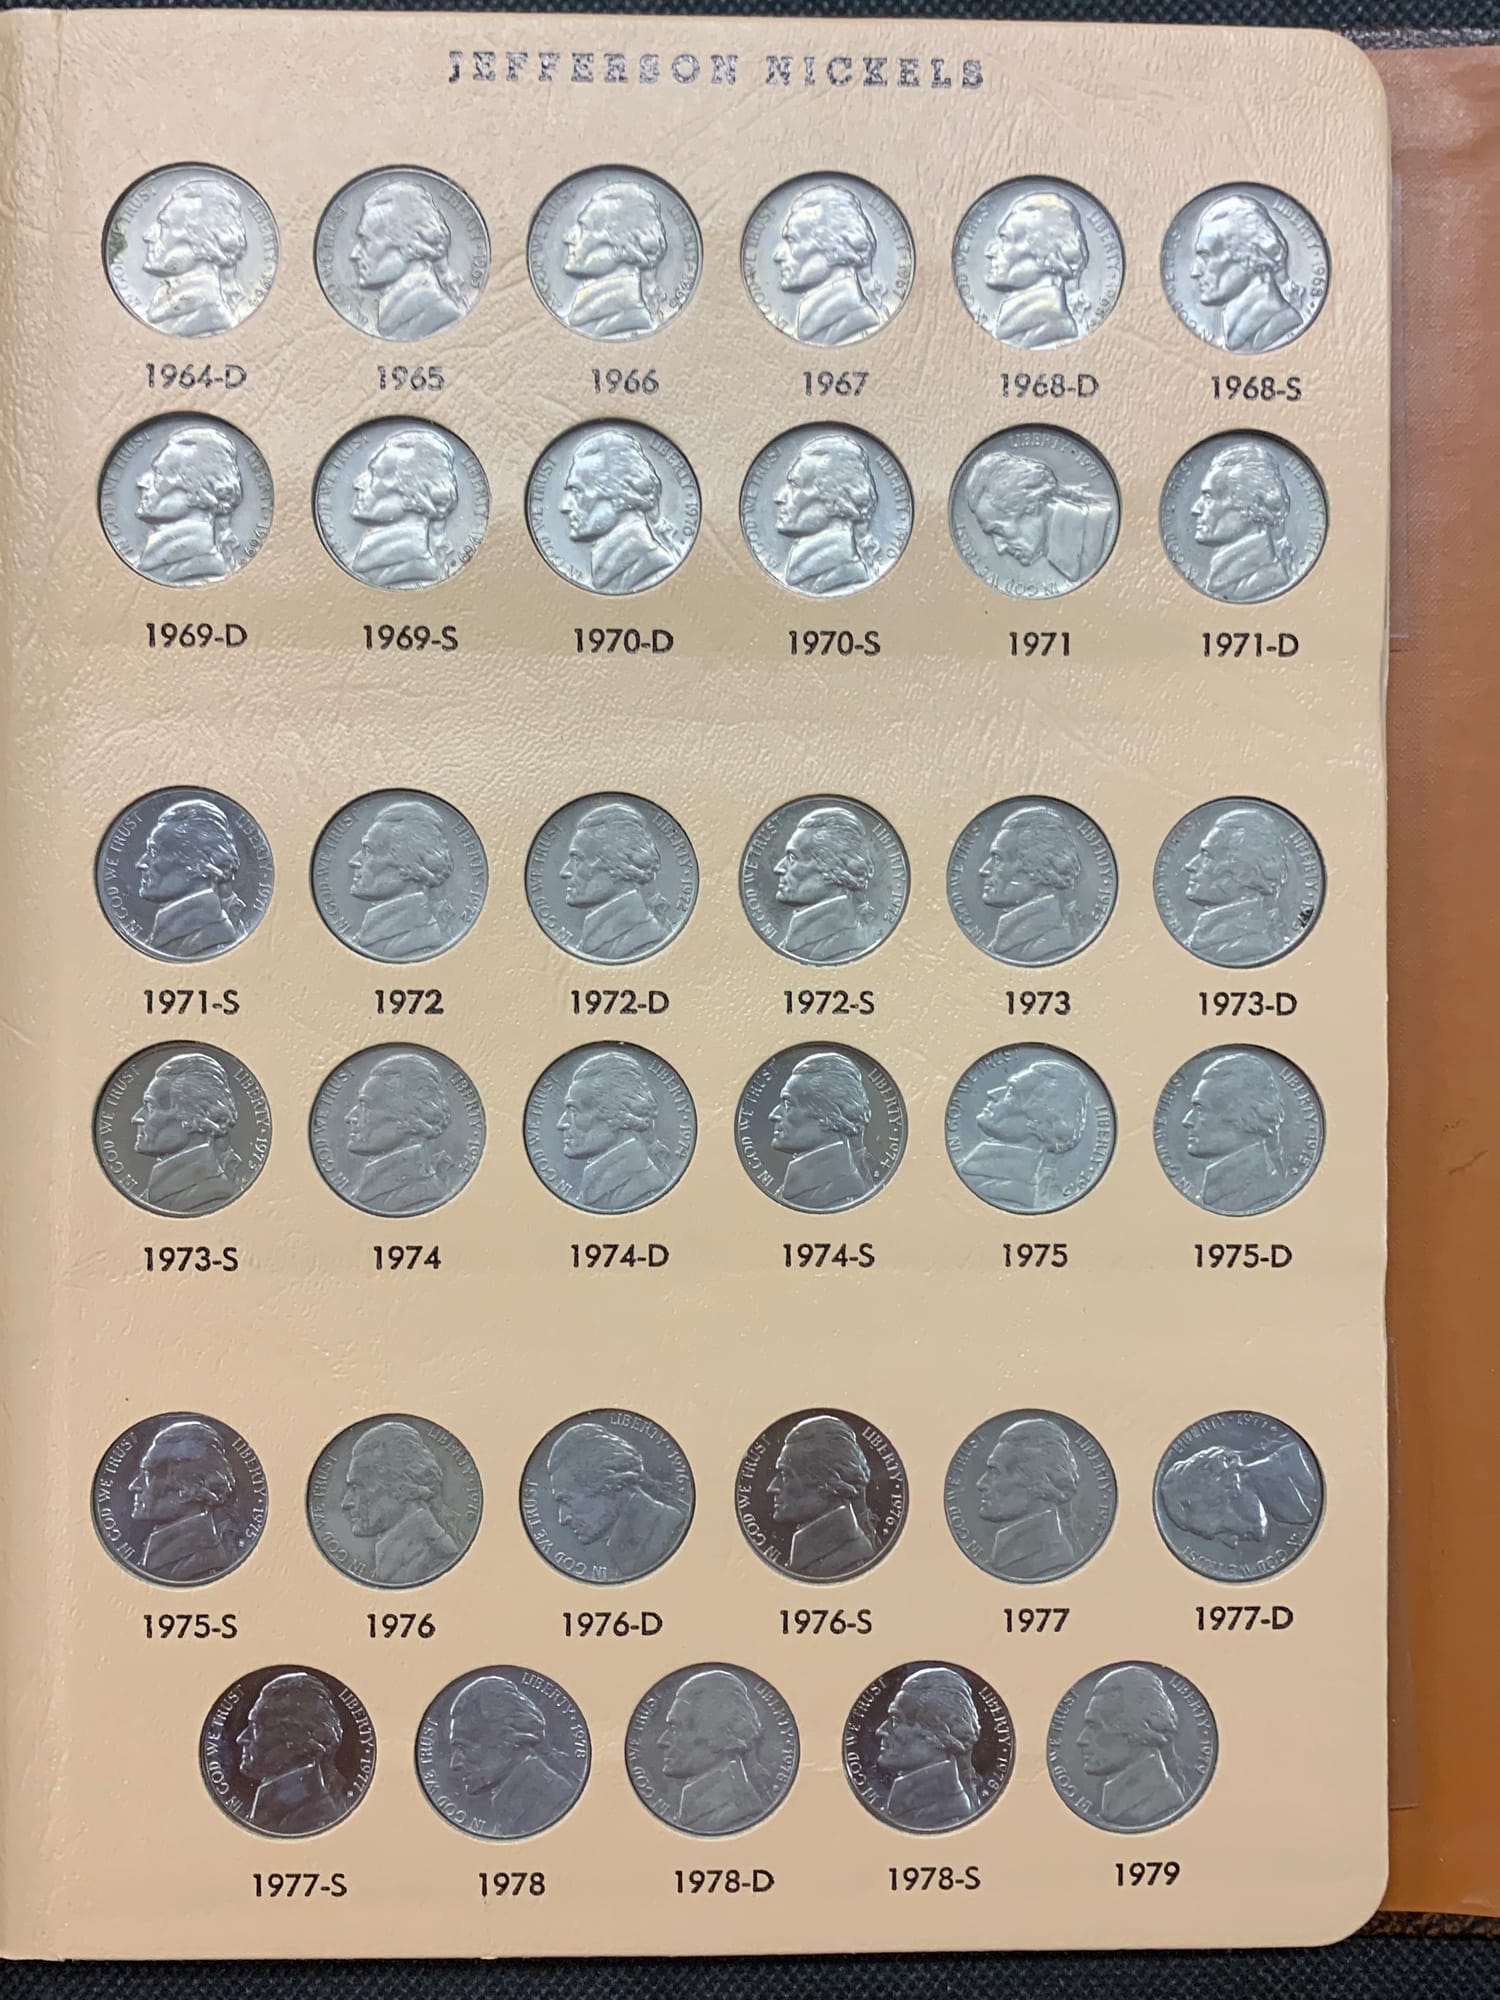 JEFFERSON NICKELS
1964-D 1965 1966 1967 1968-D 1968-S
1969-D 1969-S 1970-D 1970-S 1971 1971-D
1971-S 1972 1972-D 1972-S 1973 1973-D
1973-S 1974 1974-D 1974-S 1975 1975-D
1975-S 1976 1976-D 1976-S 1977 1977-D
1977-S 1978 1978-D 1978-S 1979